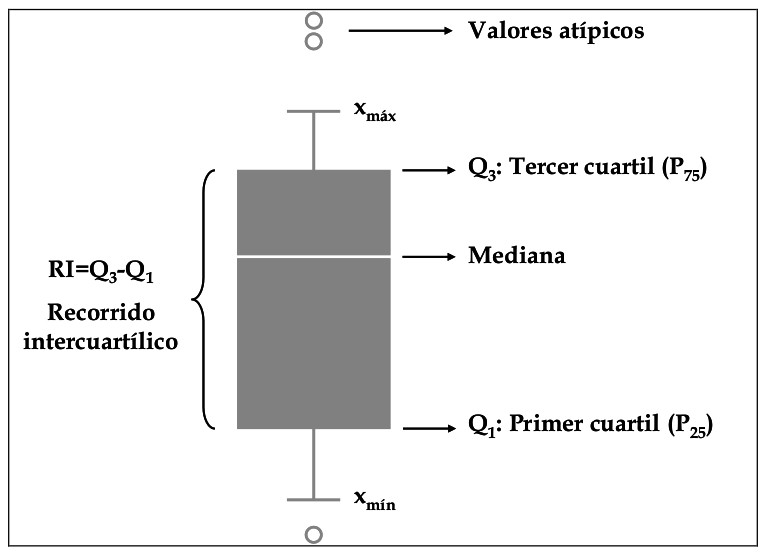 Valores atípicos
xmáx
Q3: Tercer cuartil (P75)
Mediana
RI=Q3-Q1
Recorrido
intercuartílico
Q1: Primer cuartil (P25)
xmín